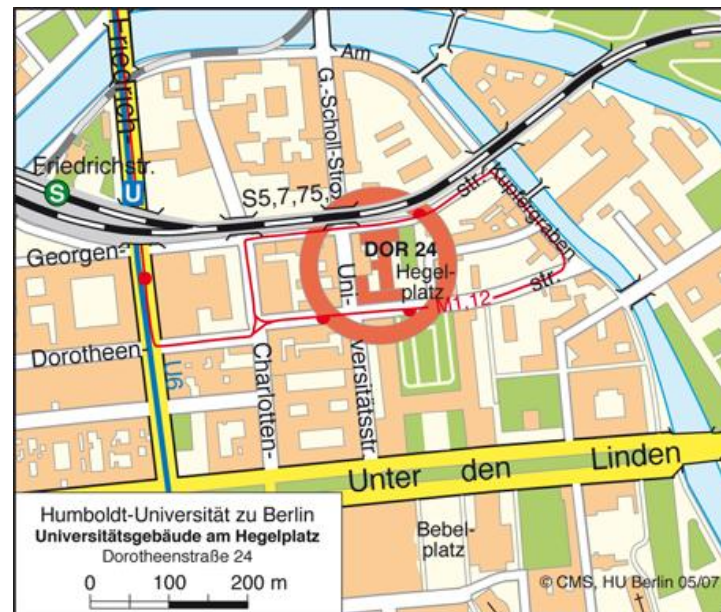 Friedrich-
Am
G.-Scholl-Str.
Friedrichstr.
S
U
S5,7,75,9
str.
Kupfergraben
Georgen-
DOR 24
Hegel-
platz
Uni-
versitätsstr.
M1,12
str.
Dorotheen-
U6
Charlotten-
Unter den Linden
Bebel-
platz
Humboldt-Universität zu Berlin
Universitätsgebäude am Hegelplatz
Dorotheenstraße 24
0 100 200 m
© CMS, HU Berlin 05/07